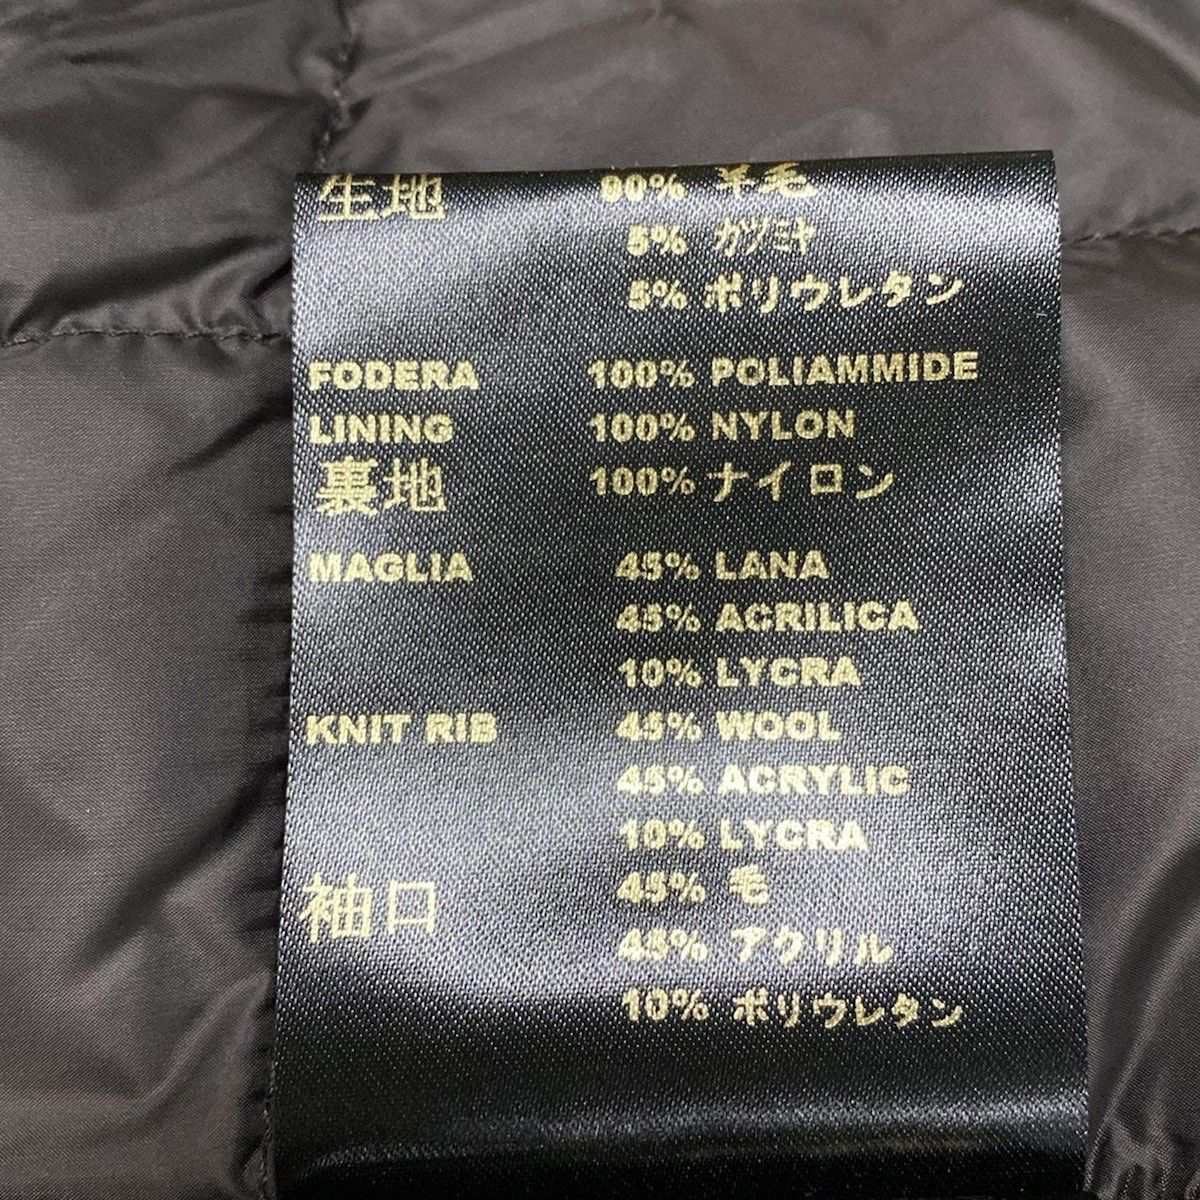 生地 90% 羊毛
5% カツミヤ
5% ポリウレタン
FODERA 100% POLIAMMIDE
LINING 100% NYLON
裏地 100% ナイロン
MAGLIA 45% LANA
45% ACRILICA
10% LYCRA
KNIT RIB 45% WOOL
45% ACRYLIC
10% LYCRA
袖口 45% 毛
45% アクリル
10% ポリウレタン